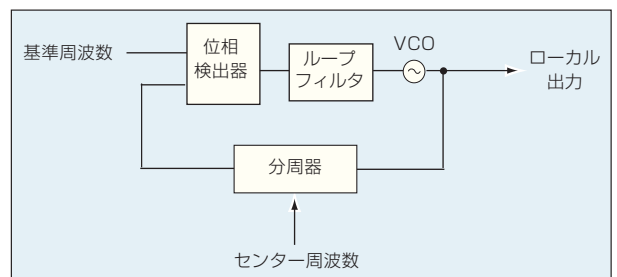 基準周波数
位相
検出器
ループ
フィルタ
VCO
ローカル
出力
分周器
センター周波数